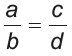 a/b = c/d